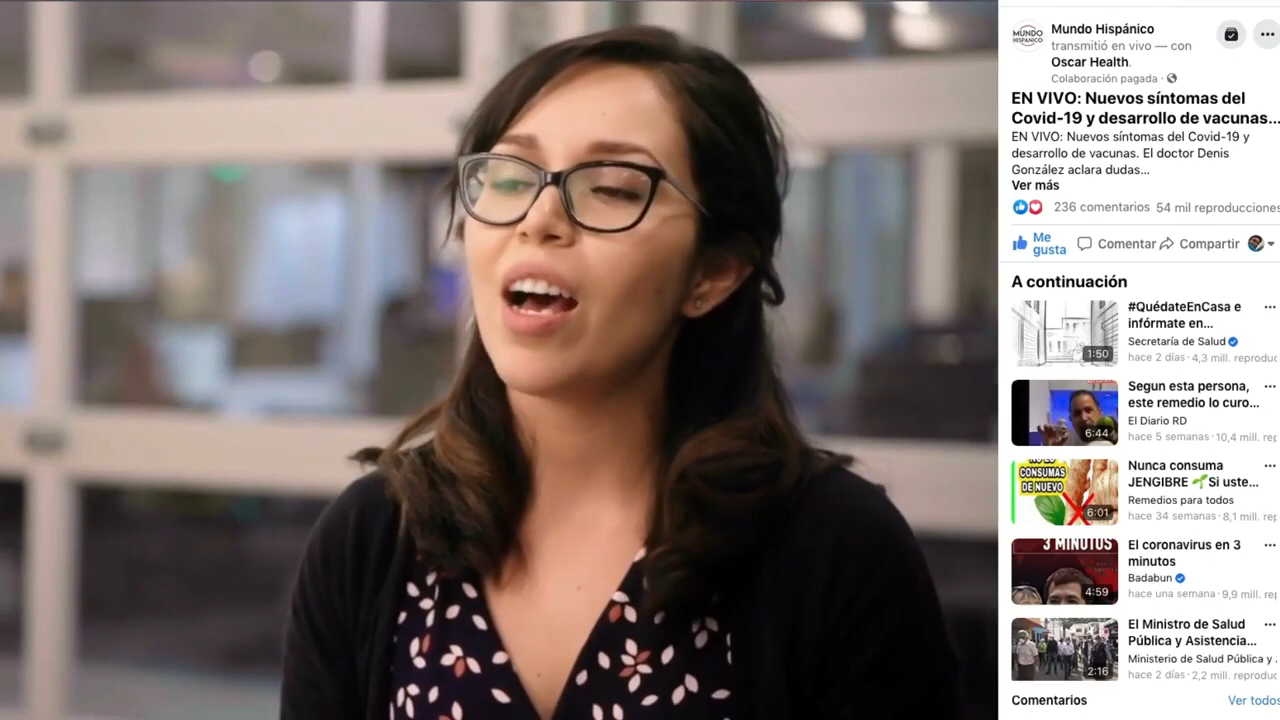 MUNDO
HISPÁNICO
Mundo Hispánico
transmitió en vivo — con
Oscar Health.
Colaboración pagada ·
EN VIVO: Nuevos síntomas del
Covid-19 y desarrollo de vacunas...
EN VIVO: Nuevos síntomas del Covid-19 y
desarrollo de vacunas. El doctor Denis
González aclara dudas...
Ver más
236 comentarios 54 mil reproducciones
Me
gusta
Comentar
Compartir
A continuación
1:50
#QuédateEnCasa e
infórmate en...
Secretaría de Salud
hace 2 días · 4,3 mill. reproduc
6:44
Segun esta persona,
este remedio lo curo...
El Diario RD
hace 5 semanas · 10,4 mill. rep
CONSUMAS
DE NUEVO
6:01
Nunca consuma
JENGIBRE 🌱Si uste...
Remedios para todos
hace 34 semanas · 8,1 mill. rep
3 MINUTOS
4:59
El coronavirus en 3
minutos
Badabun
hace una semana · 9,9 mill. rep
2:16
El Ministro de Salud
Pública y Asistencia...
Ministerio de Salud Pública y
hace 2 días · 2,2 mill. reproduc
Comentarios
Ver todos